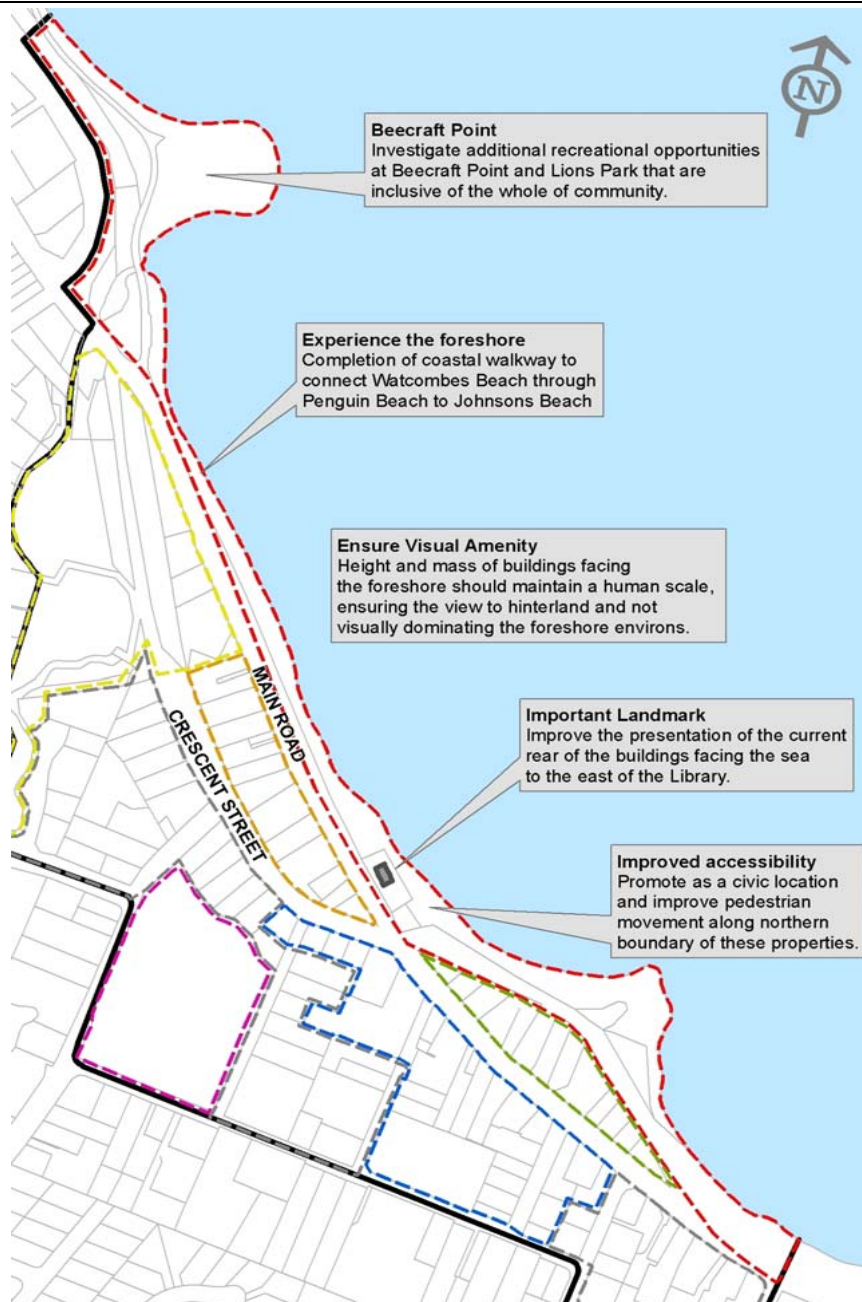 N
Beecraft Point
Investigate additional recreational opportunities
at Beecraft Point and Lions Park that are
inclusive of the whole of community.
Experience the foreshore
Completion of coastal walkway to
connect Watcombes Beach through
Penguin Beach to Johnsons Beach
Ensure Visual Amenity
Height and mass of buildings facing
the foreshore should maintain a human scale,
ensuring the view to hinterland and not
visually dominating the foreshore environs.
MAIN ROAD
CRESCENT STREET
Important Landmark
Improve the presentation of the current
rear of the buildings facing the sea
to the east of the Library.
Improved accessibility
Promote as a civic location
and improve pedestrian
movement along northern
boundary of these properties.